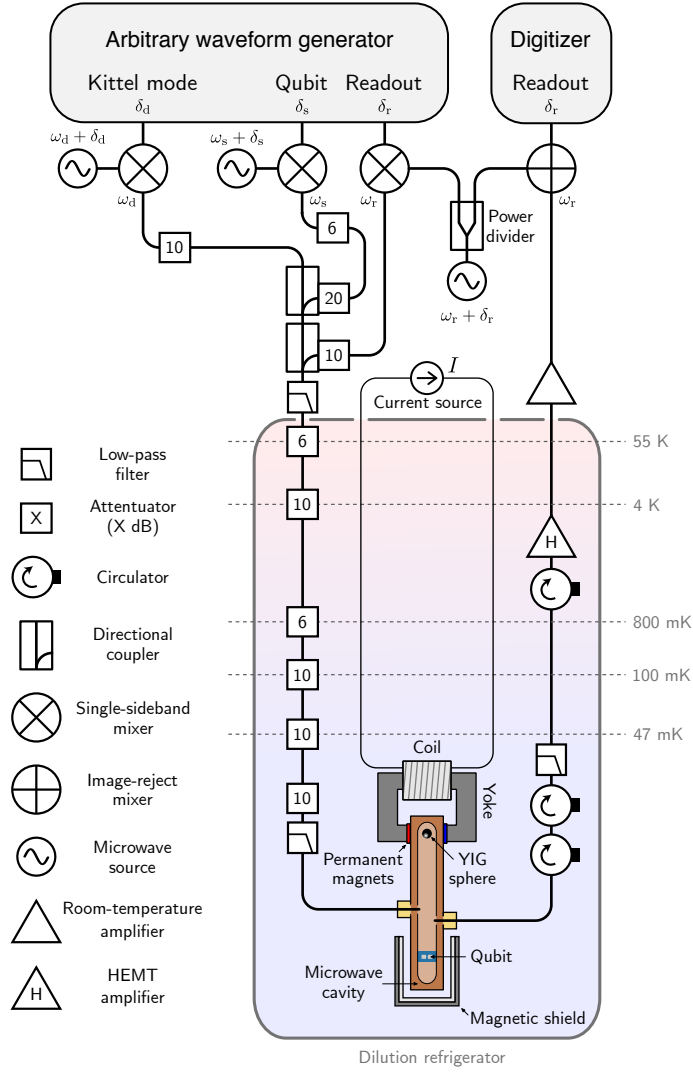 Arbitrary waveform generator
Digitizer
Kittel mode
Qubit
Readout
Readout
δd
δs
δr
δr
ωd + δd
ωs + δs
ωd
ωs
ωr
ωr
6
Power
divider
10
20
ωr + δr
10
I
Current source
6
55 K
Low-pass
filter
10
4 K
Attentuator
(X dB)
X
H
Circulator
6
800 mK
Directional
coupler
10
100 mK
Single-sideband
mixer
10
47 mK
Coil
Image-reject
mixer
10
Yoke
Microwave
source
Permanent
magnets
YIG
sphere
Room-temperature
amplifier
Qubit
Microwave
cavity
H
HEMT
amplifier
Magnetic shield
Dilution refrigerator